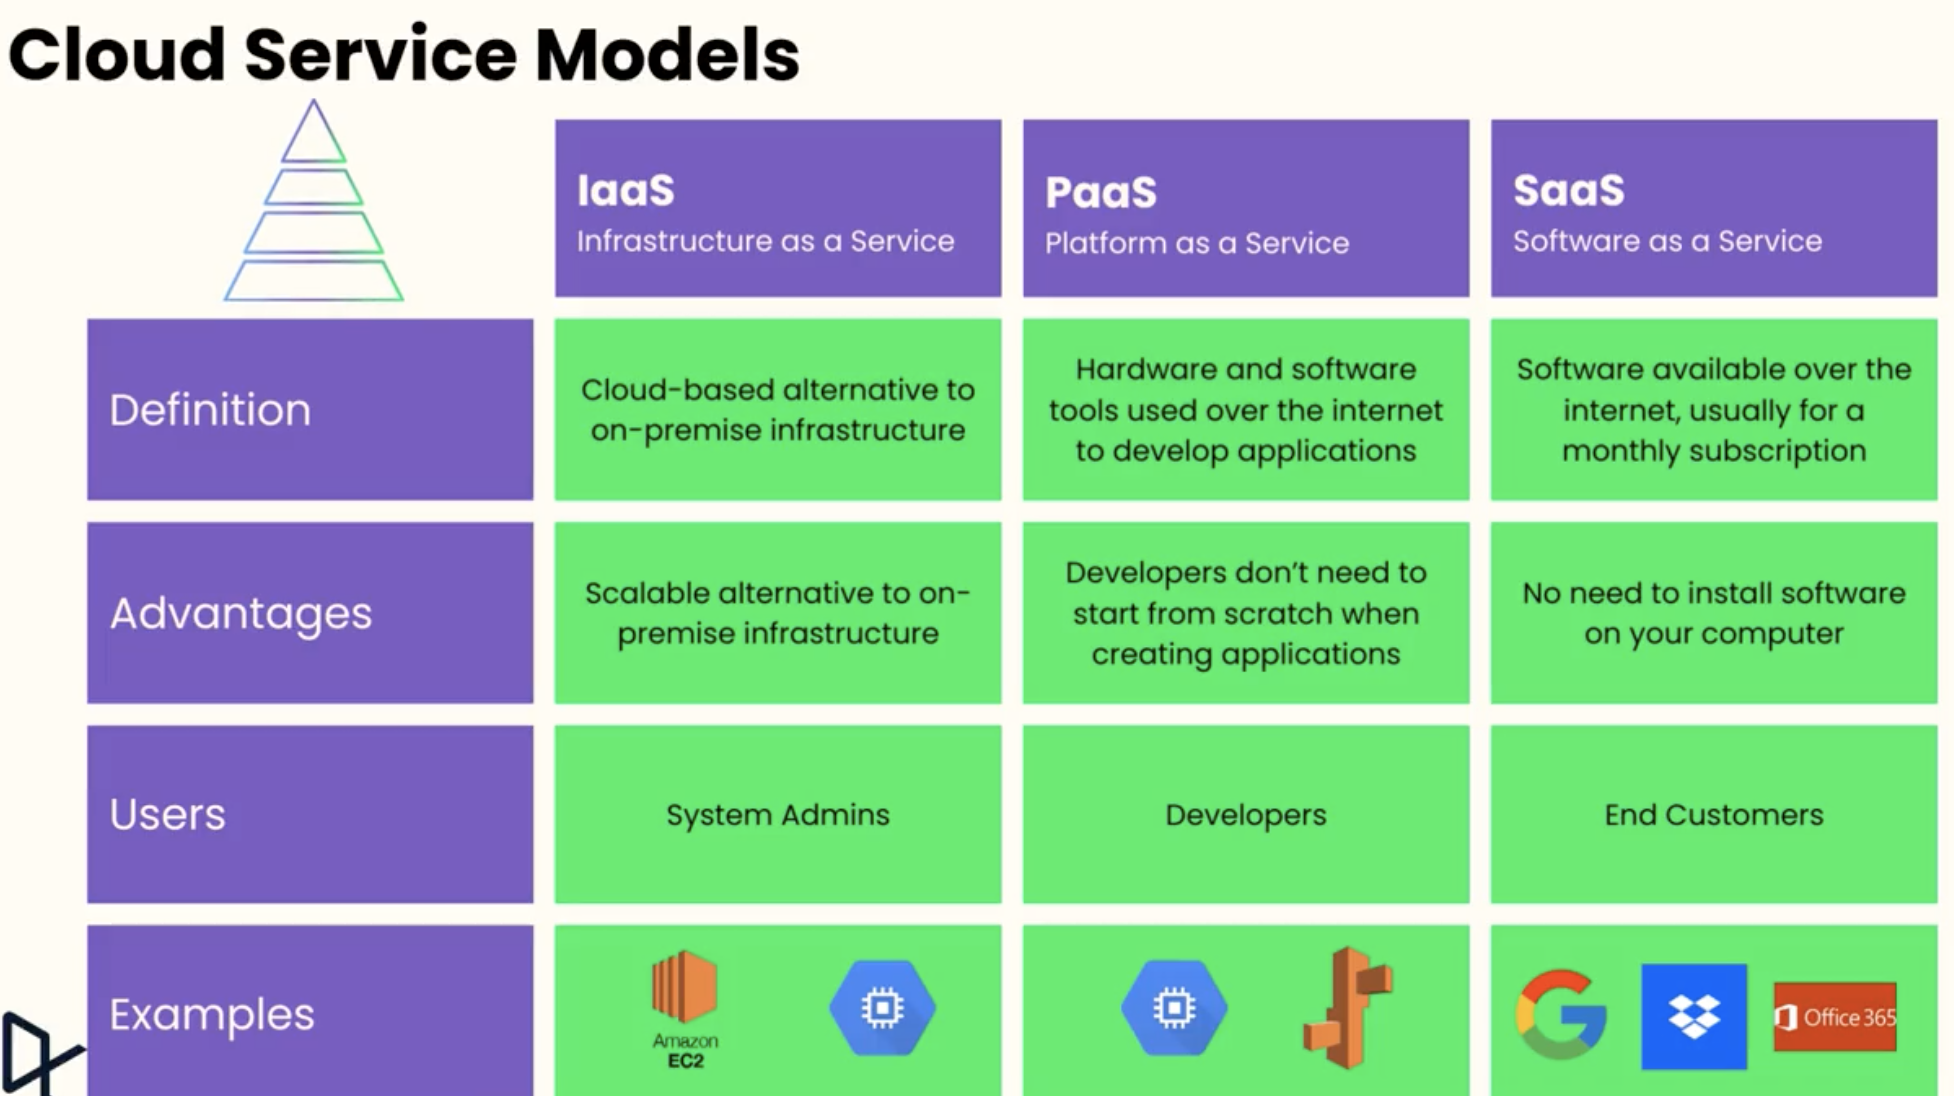 Cloud Service Models
IaaS
Infrastructure as a Service
PaaS
Platform as a Service
SaaS
Software as a Service
Definition
Cloud-based alternative to
on-premise infrastructure
Hardware and software
tools used over the internet
to develop applications
Software available over the
internet, usually for a
monthly subscription
Advantages
Scalable alternative to on-
premise infrastructure
Developers don't need to
start from scratch when
creating applications
No need to install software
on your computer
Users
System Admins
Developers
End Customers
Examples
Amazon
EC2
G
Office 365